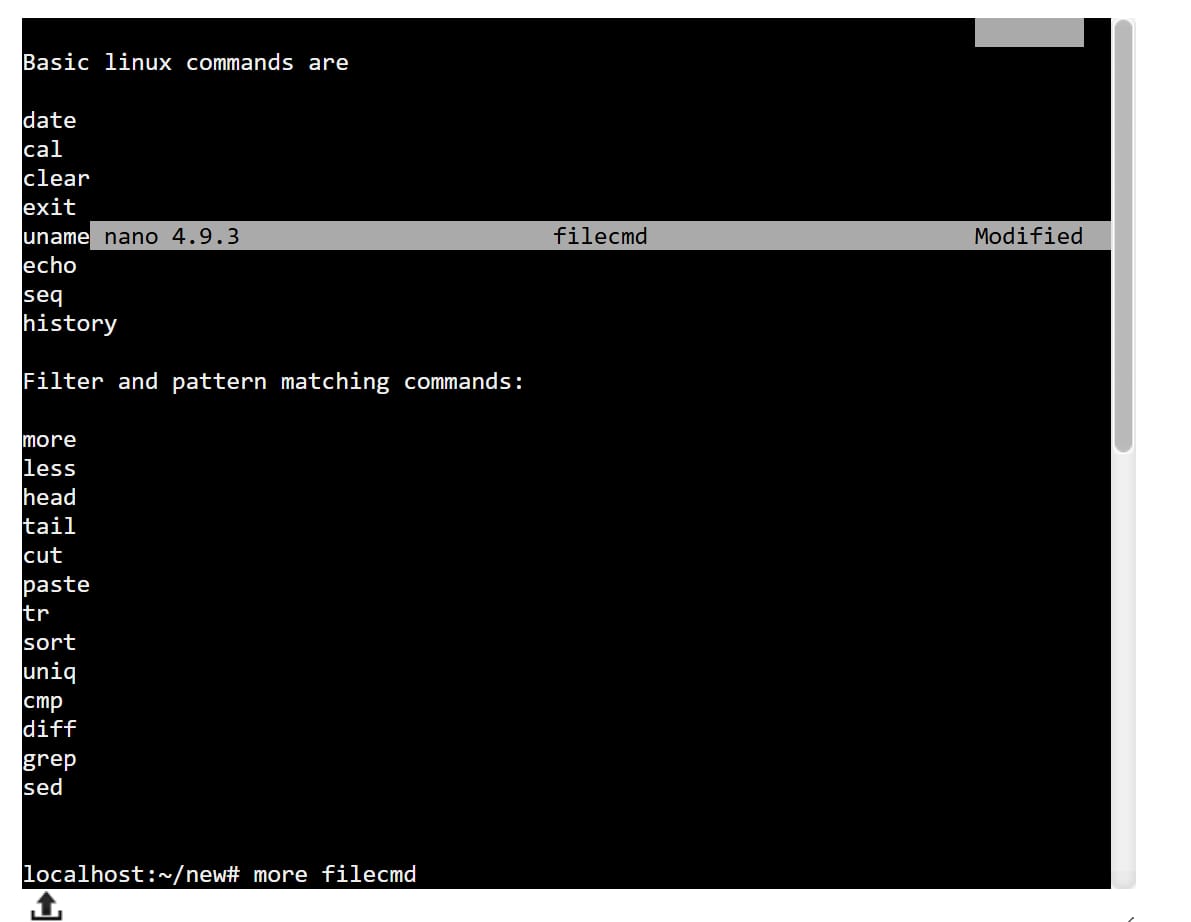 Basic linux commands are
date
cal
clear
exit
uname nano 4.9.3 filecmd Modified
echo
seq
history
Filter and pattern matching commands:
more
less
head
tail
cut
paste
tr
sort
uniq
cmp
diff
grep
sed
localhost:~/new# more filecmd